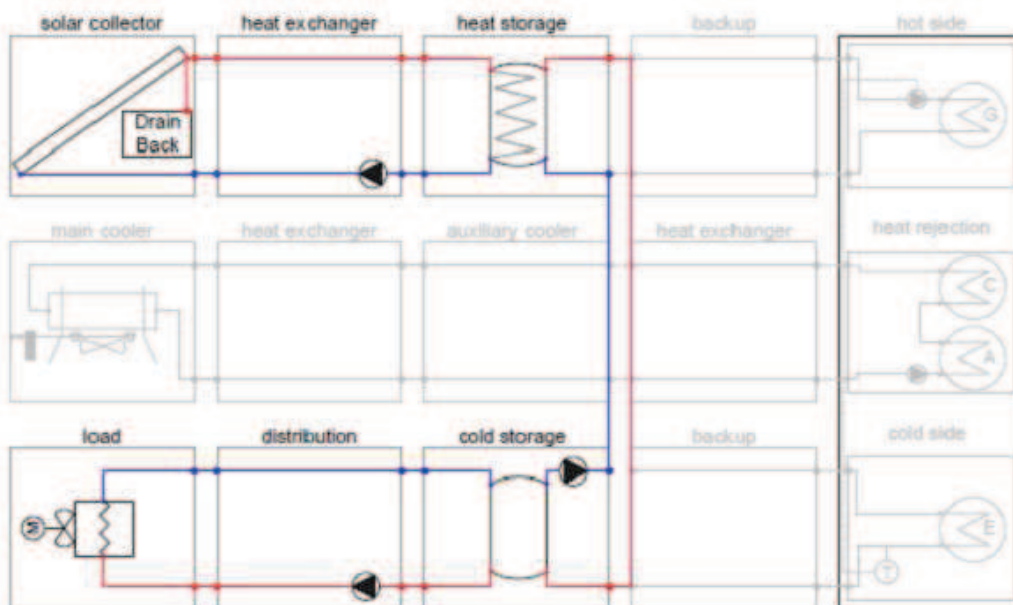 solar collector heat exchanger heat storage backup hot side
Drain
Back
G
main cooler heat exchanger auxiliary cooler heat exchanger heat rejection
C
A
load distribution cold storage backup cold side
M
E
T